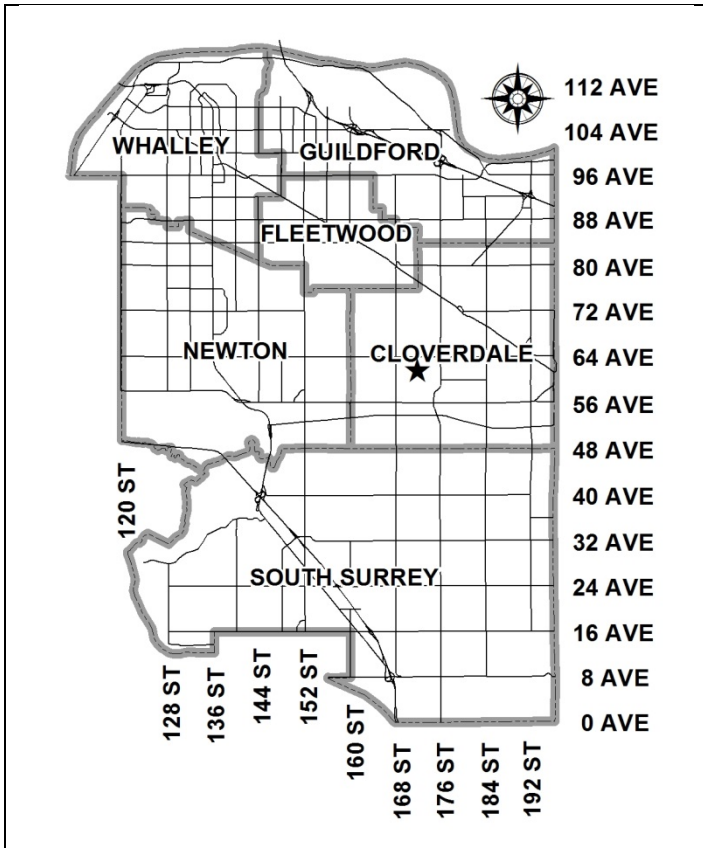 112 AVE
104 AVE
WHALLEY
GUILDFORD
96 AVE
88 AVE
FLEETWOOD
80 AVE
72 AVE
NEWTON
CLOVERDALE
64 AVE
56 AVE
48 AVE
120 ST
40 AVE
32 AVE
SOUTH SURREY
24 AVE
16 AVE
128 ST
136 ST
144 ST
152 ST
160 ST
8 AVE
0 AVE
168 ST
176 ST
184 ST
192 ST